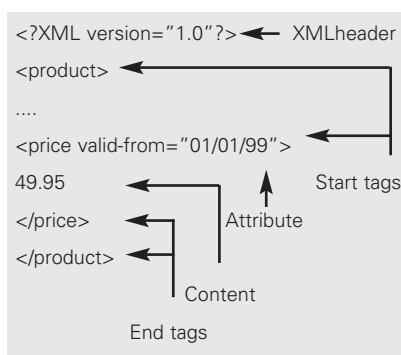 <?XML version="1.0"?> XMLheader
<product>
....
<price valid-from="01/01/99">
49.95 Start tags
</price> Attribute
</product>
Content
End tags